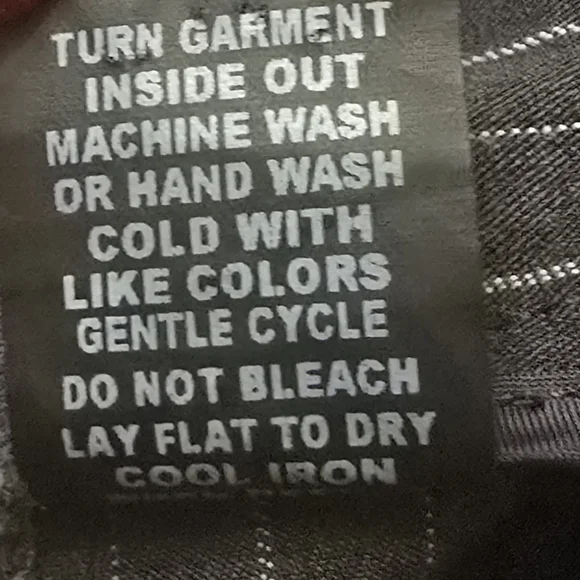 TURN GARMENT
INSIDE OUT
MACHINE WASH
OR HAND WASH
COLD WITH
LIKE COLORS
GENTLE CYCLE
DO NOT BLEACH
LAY FLAT TO DRY
COOL IRON